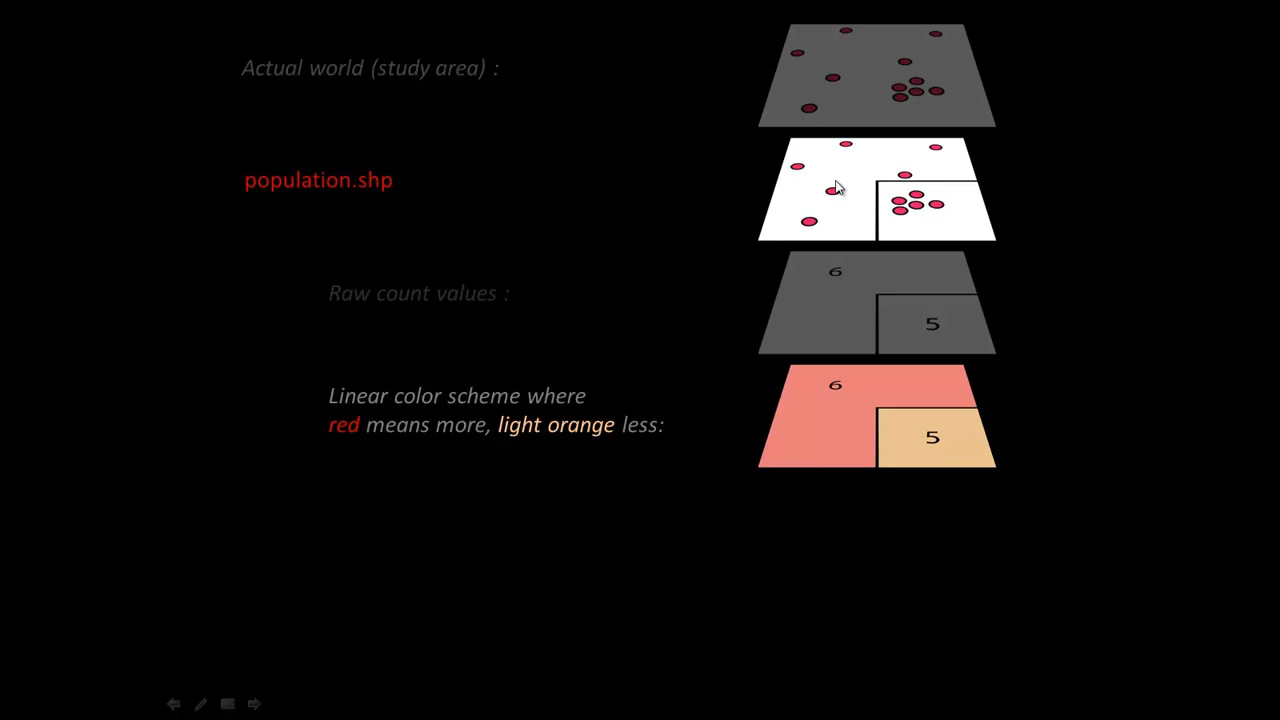 Actual world (study area) :
population.shp
6
Raw count values :
5
6
Linear color scheme where
red means more, light orange less:
5